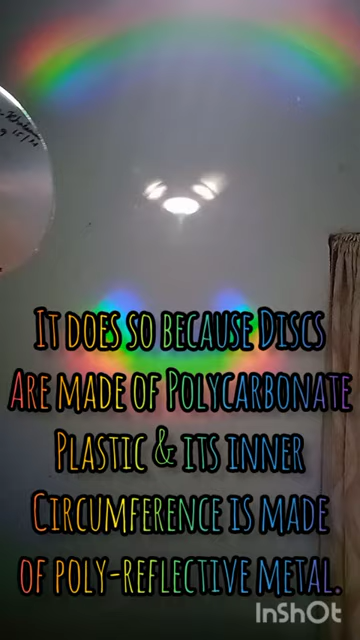 It does so because Discs
Are made of Polycarbonate
Plastic & its inner
Circumference is made
of poly-reflective metal.
InShOt